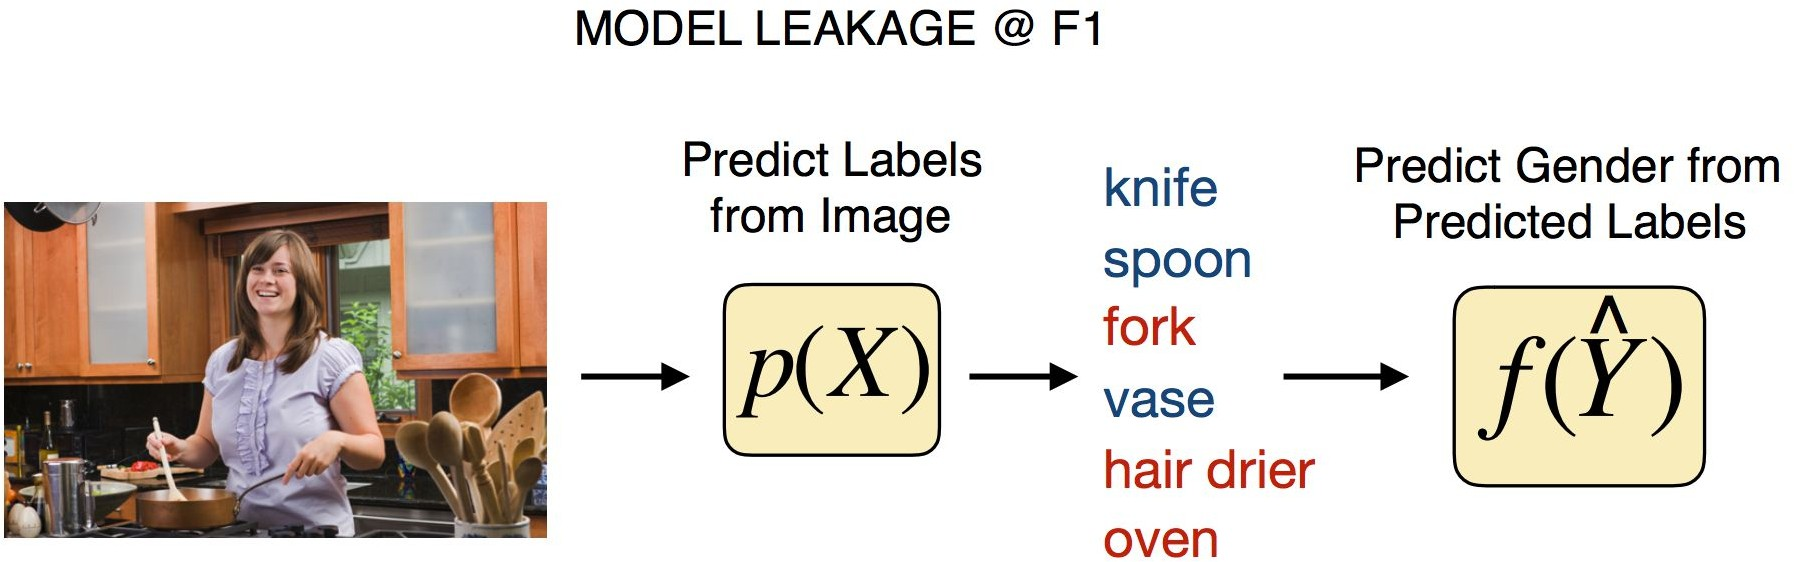 MODEL LEAKAGE @ F1
Predict Labels
from Image
p(X)
knife
spoon
fork
vase
hair drier
oven
Predict Gender from
Predicted Labels
f(Ŷ)